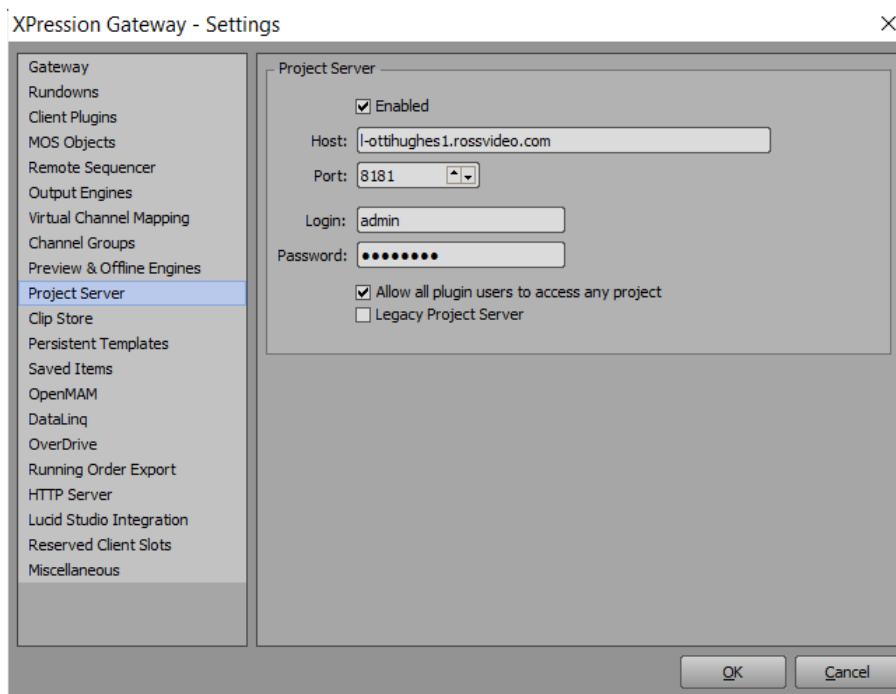 XPression Gateway - Settings
Gateway
Rundowns
Client Plugins
MOS Objects
Remote Sequencer
Output Engines
Virtual Channel Mapping
Channel Groups
Preview & Offline Engines
Project Server
Clip Store
Persistent Templates
Saved Items
OpenMAM
DataLinq
OverDrive
Running Order Export
HTTP Server
Lucid Studio Integration
Reserved Client Slots
Miscellaneous
Project Server
Enabled
Host: l-ottihughes1.rossvideo.com
Port: 8181
Login: admin
Password: ●●●●●●●●
Allow all plugin users to access any project
Legacy Project Server
OK
Cancel